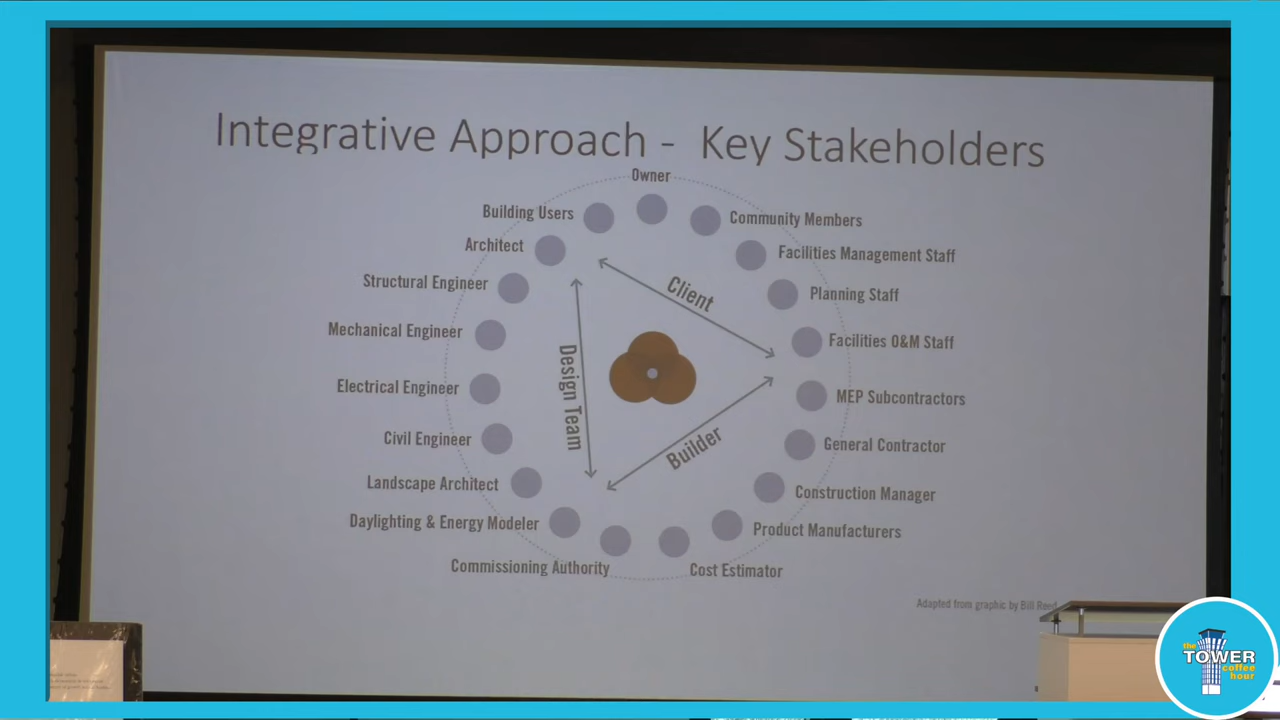 Integrative Approach - Key Stakeholders
Owner
Building Users
Community Members
Architect
Facilities Management Staff
Structural Engineer
Client
Planning Staff
Mechanical Engineer
Facilities O&M Staff
Design Team
Electrical Engineer
MEP Subcontractors
Civil Engineer
Builder
General Contractor
Landscape Architect
Construction Manager
Daylighting & Energy Modeler
Product Manufacturers
Commissioning Authority
Cost Estimator
Adapted from graphic by Bill Reed
the
TOWER
coffee
hour